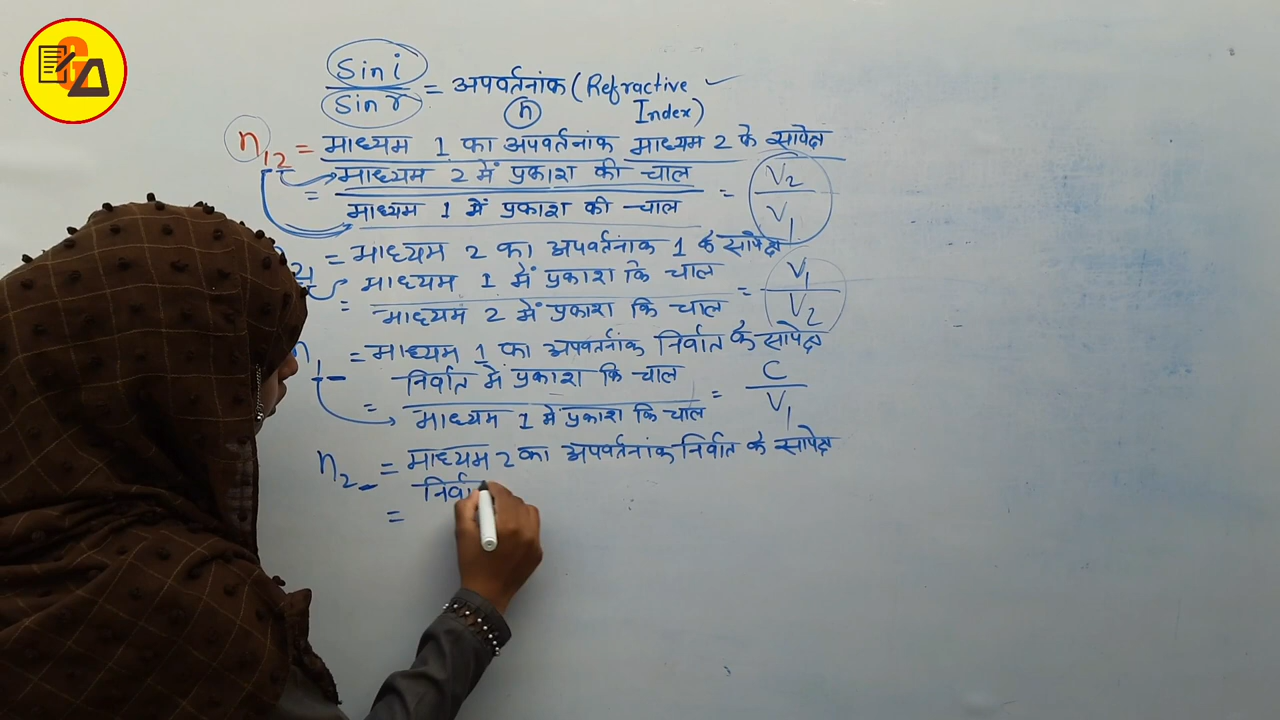 Sin i
Sin r
= अपवर्तनांक (Refractive Index)
n
n12 = माध्यम 1 का अपवर्तनांक माध्यम 2 के सापेक्ष
= माध्यम 2 में प्रकाश की चाल
माध्यम 1 में प्रकाश की चाल
= V2
V1
= माध्यम 2 का अपवर्तनांक 1 के सापेक्ष
= माध्यम 1 में प्रकाश कि चाल
माध्यम 2 में प्रकाश कि चाल
= V1
V2
n1 = माध्यम 1 का अपवर्तनांक निर्वात के सापेक्ष
= निर्वात में प्रकाश कि चाल
माध्यम 1 में प्रकाश कि चाल
= C
V1
n2 = माध्यम 2 का अपवर्तनांक निर्वात के सापेक्ष
= निर्वा